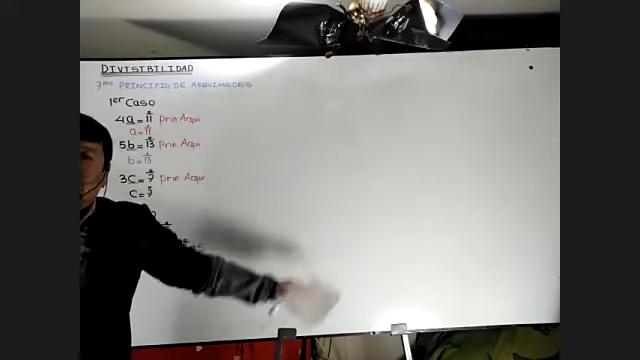 DIVISIBILIDAD
7mo PRINCIPIO DE ARQUIMEDES
1er Caso
4a = 11° Prin Arqui
a = 11°
5b = 13° Prin Arqui
b = 13°
3c = 7° Prin Arqui
c = 7°